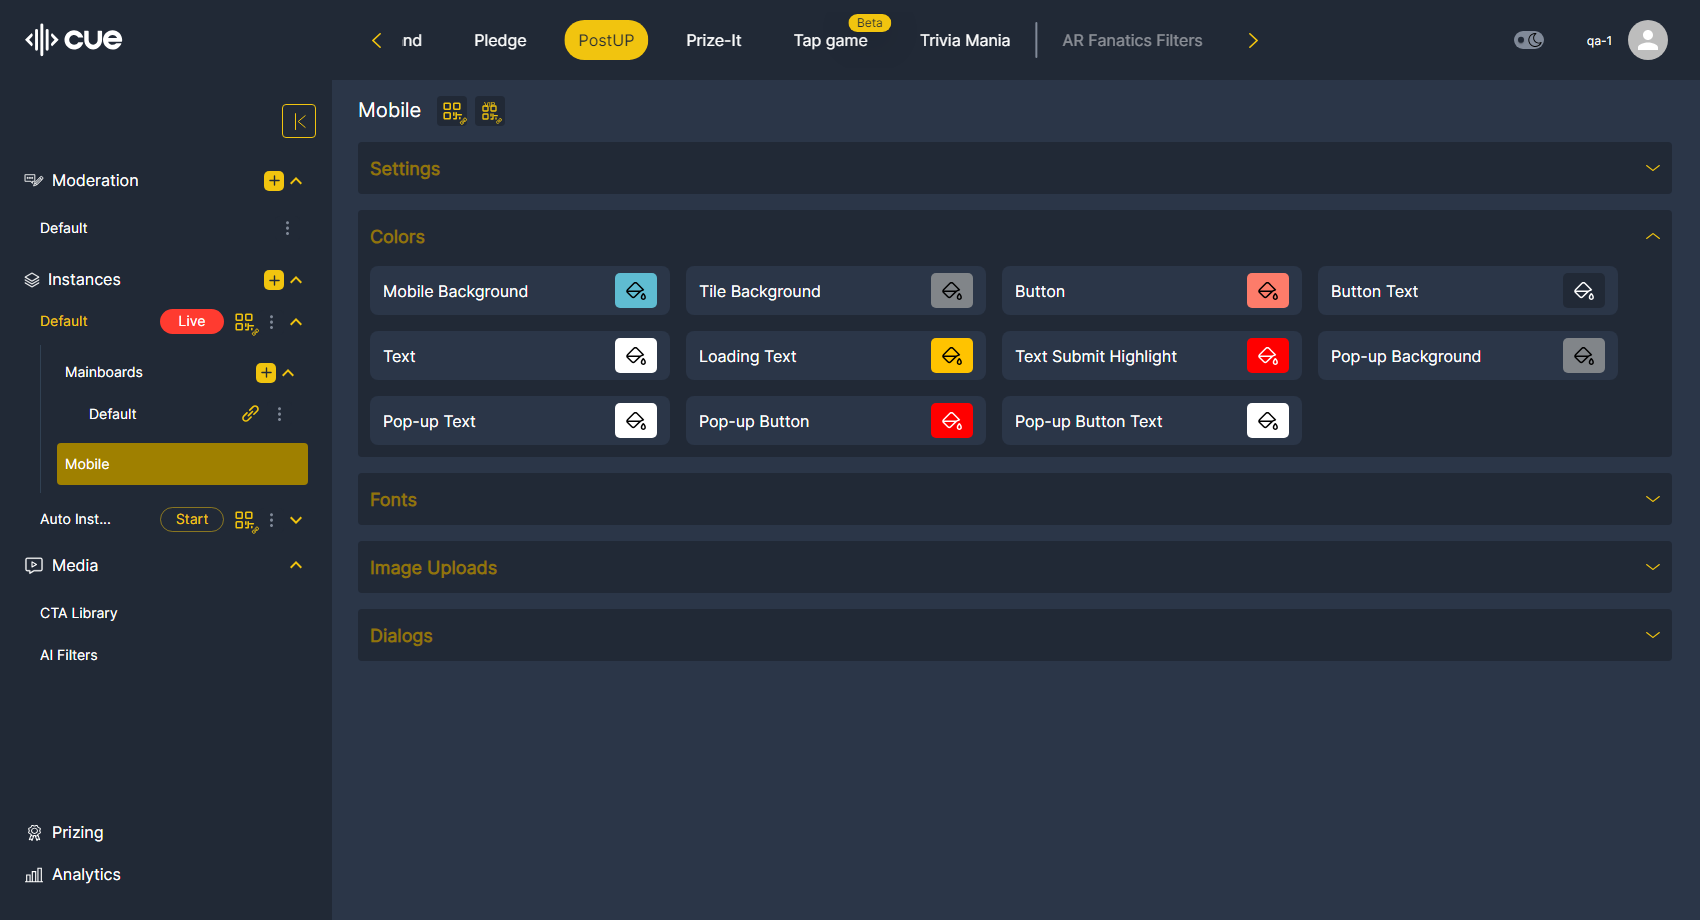 cue
nd
Pledge
PostUP
Prize-It
Beta
Tap game
Trivia Mania
AR Fanatics Filters
qa-1
Moderation
Default
Instances
Default
Live
Mainboards
Default
Mobile
Auto Inst...
Start
Media
CTA Library
AI Filters
Prizing
Analytics
Mobile
VIP
Settings
Colors
Mobile Background
Tile Background
Button
Button Text
Text
Loading Text
Text Submit Highlight
Pop-up Background
Pop-up Text
Pop-up Button
Pop-up Button Text
Fonts
Image Uploads
Dialogs